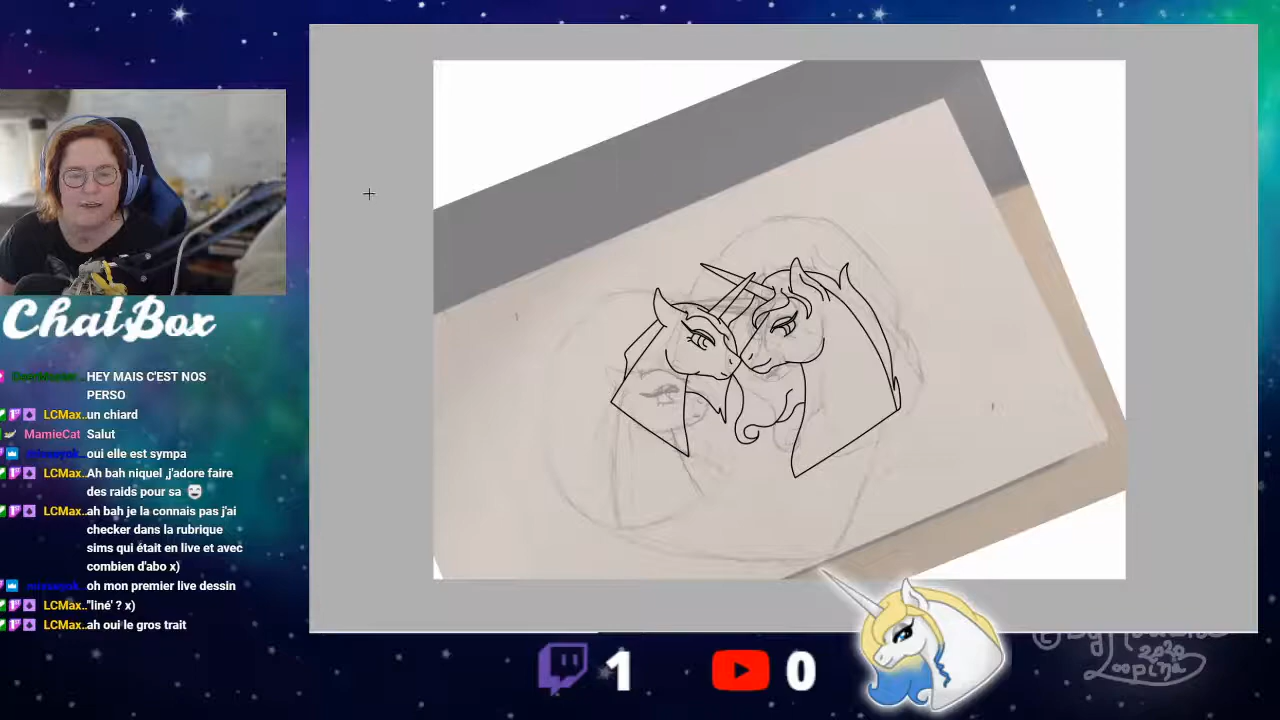 ChatBox
HEY MAIS C'EST NOS
PERSO
LCMax.. un chiard
MamieCat Salut
oui elle est sympa
LCMax.. Ah bah niquel ,j'adore faire
des raids pour sa
LCMax.. ah bah je la connais pas j'ai
checker dans la rubrique
sims qui était en live et avec
combien d'abo x)
oh mon premier live dessin
LCMax.. "liné' ? x)
LCMax.. ah oui le gros trait
1
0
2020
Loopina